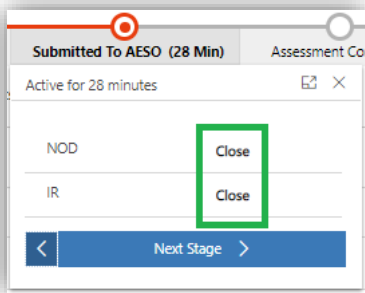 Submitted To AESO (28 Min)
Assessment Co
Active for 28 minutes
NOD
Close
IR
Close
Next Stage